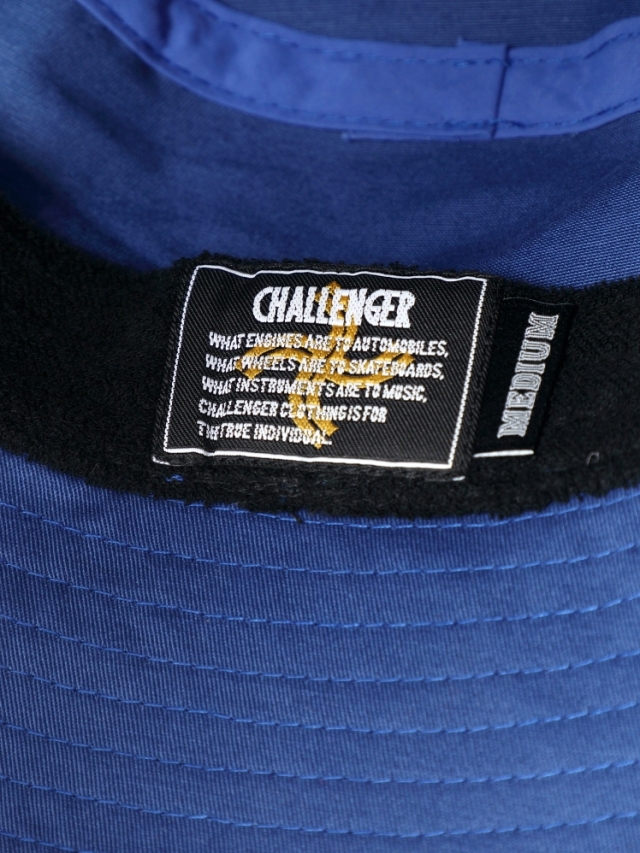 CHALLENGER
WHAT ENGINES ARE TO AUTOMOBILES,
WHAT WHEELS ARE TO SKATEBOARDS,
WHAT INSTRUMENTS ARE TO MUSIC,
CHALLENGER CLOTHING IS FOR
THE TRUE INDIVIDUAL.
MEDIUM